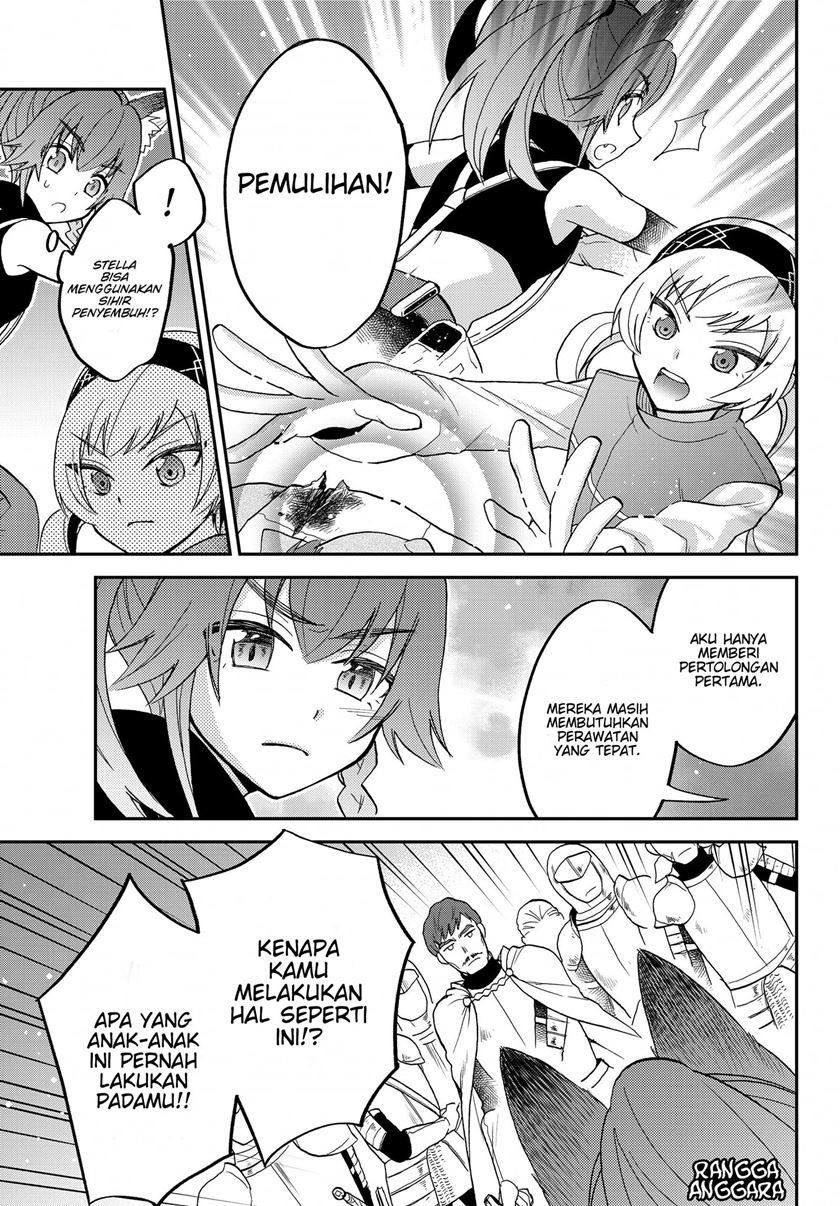 PEMULIHAN!
!
STELLA
BISA
MENGGUNAKAN
SIHIR
PENYEMBUH!?
AKU HANYA
MEMBERI
PERTOLONGAN
PERTAMA.
MEREKA MASIH
MEMBUTUHKAN
PERAWATAN
YANG TEPAT.
KENAPA
KAMU
MELAKUKAN
HAL SEPERTI
INI!?
APA YANG
ANAK-ANAK
INI PERNAH
LAKUKAN
PADAMU!!
RANGGA
ANGGARA